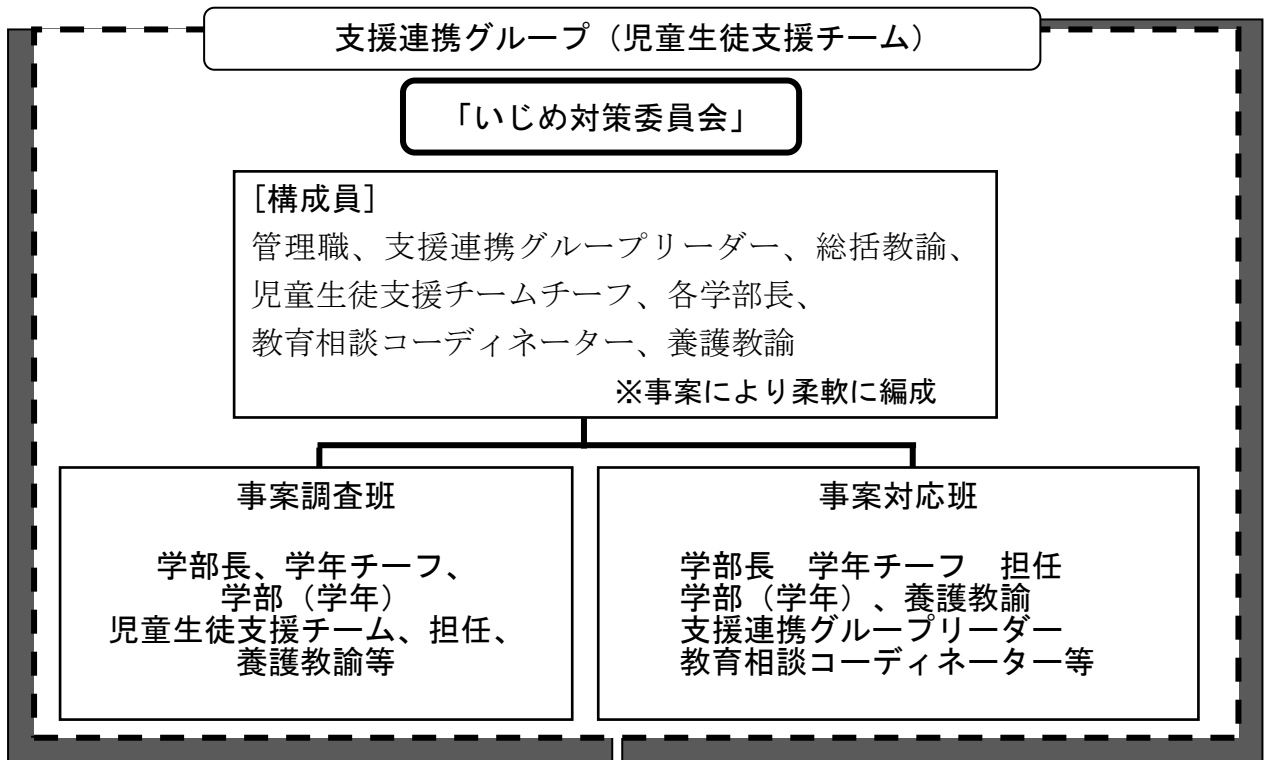 支援連携グループ（児童生徒支援チーム）
「いじめ対策委員会」
［構成員］
管理職、支援連携グループリーダー、総括教諭、
児童生徒支援チームチーフ、各学部長、
教育相談コーディネーター、養護教諭
※事案により柔軟に編成
事案調査班
学部長、学年チーフ、
学部（学年）
児童生徒支援チーム、担任、
養護教諭等
事案対応班
学部長　学年チーフ　担任
学部（学年）、養護教諭
支援連携グループリーダー
教育相談コーディネーター等